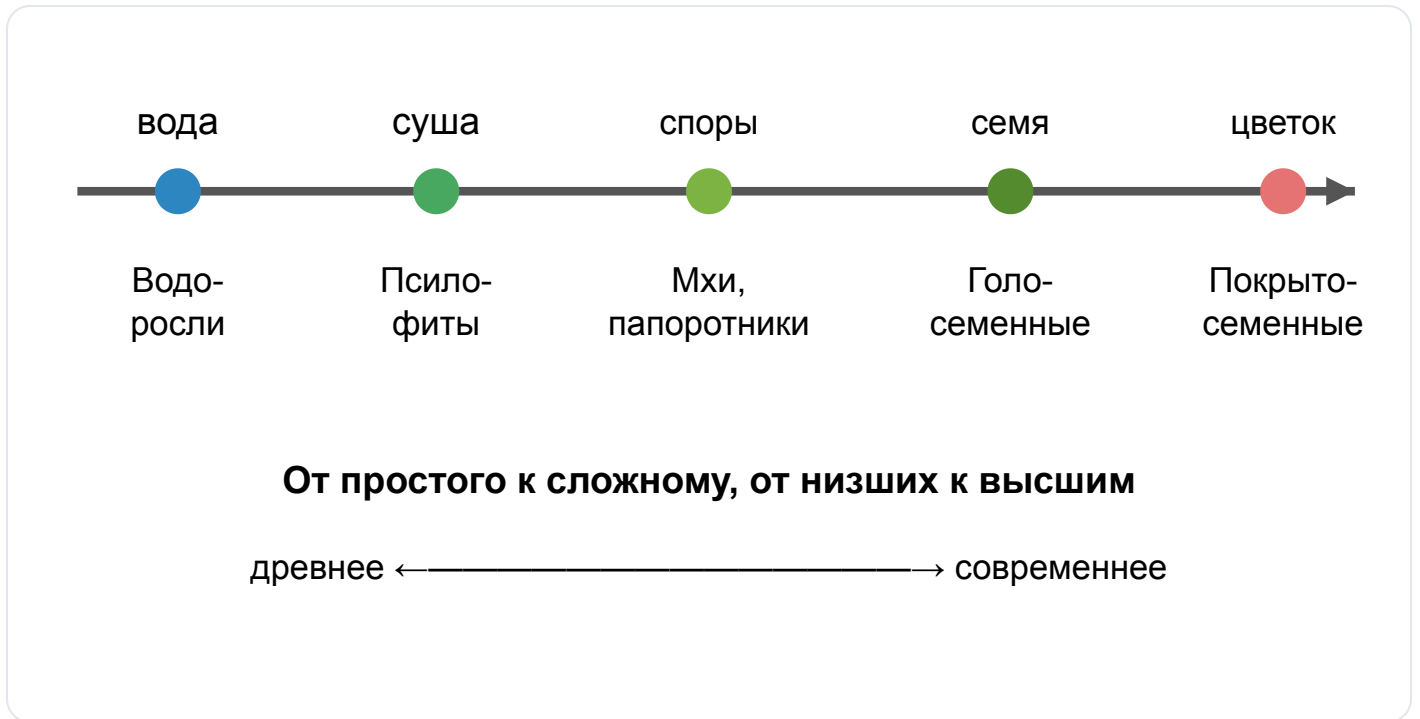 вода
суша
споры
семя
цветок
Водо-
росли
Псило-
фиты
Мхи,
папоротники
Голо-
семенные
Покрыто-
семенные
От простого к сложному, от низших к высшим
древнее ←——————————————→ современнее